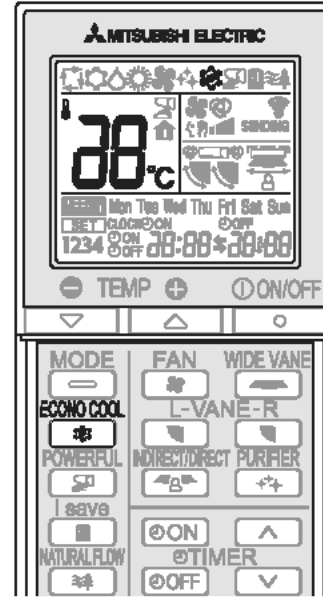 MITSUBISHI ELECTRIC
88°C
SENDING
WEEKLY Mon Tue Wed Thu Fri Sat Sun
SET CLOCK ON OFF
1234 ON OFF 88:88 88:88
TEMP ON/OFF
MODE FAN WIDE VANE
ECONO COOL L-VANE-R
POWERFUL INDIRECT/DIRECT PURIFIER
I save
ON
NATURAL FLOW TIMER
OFF